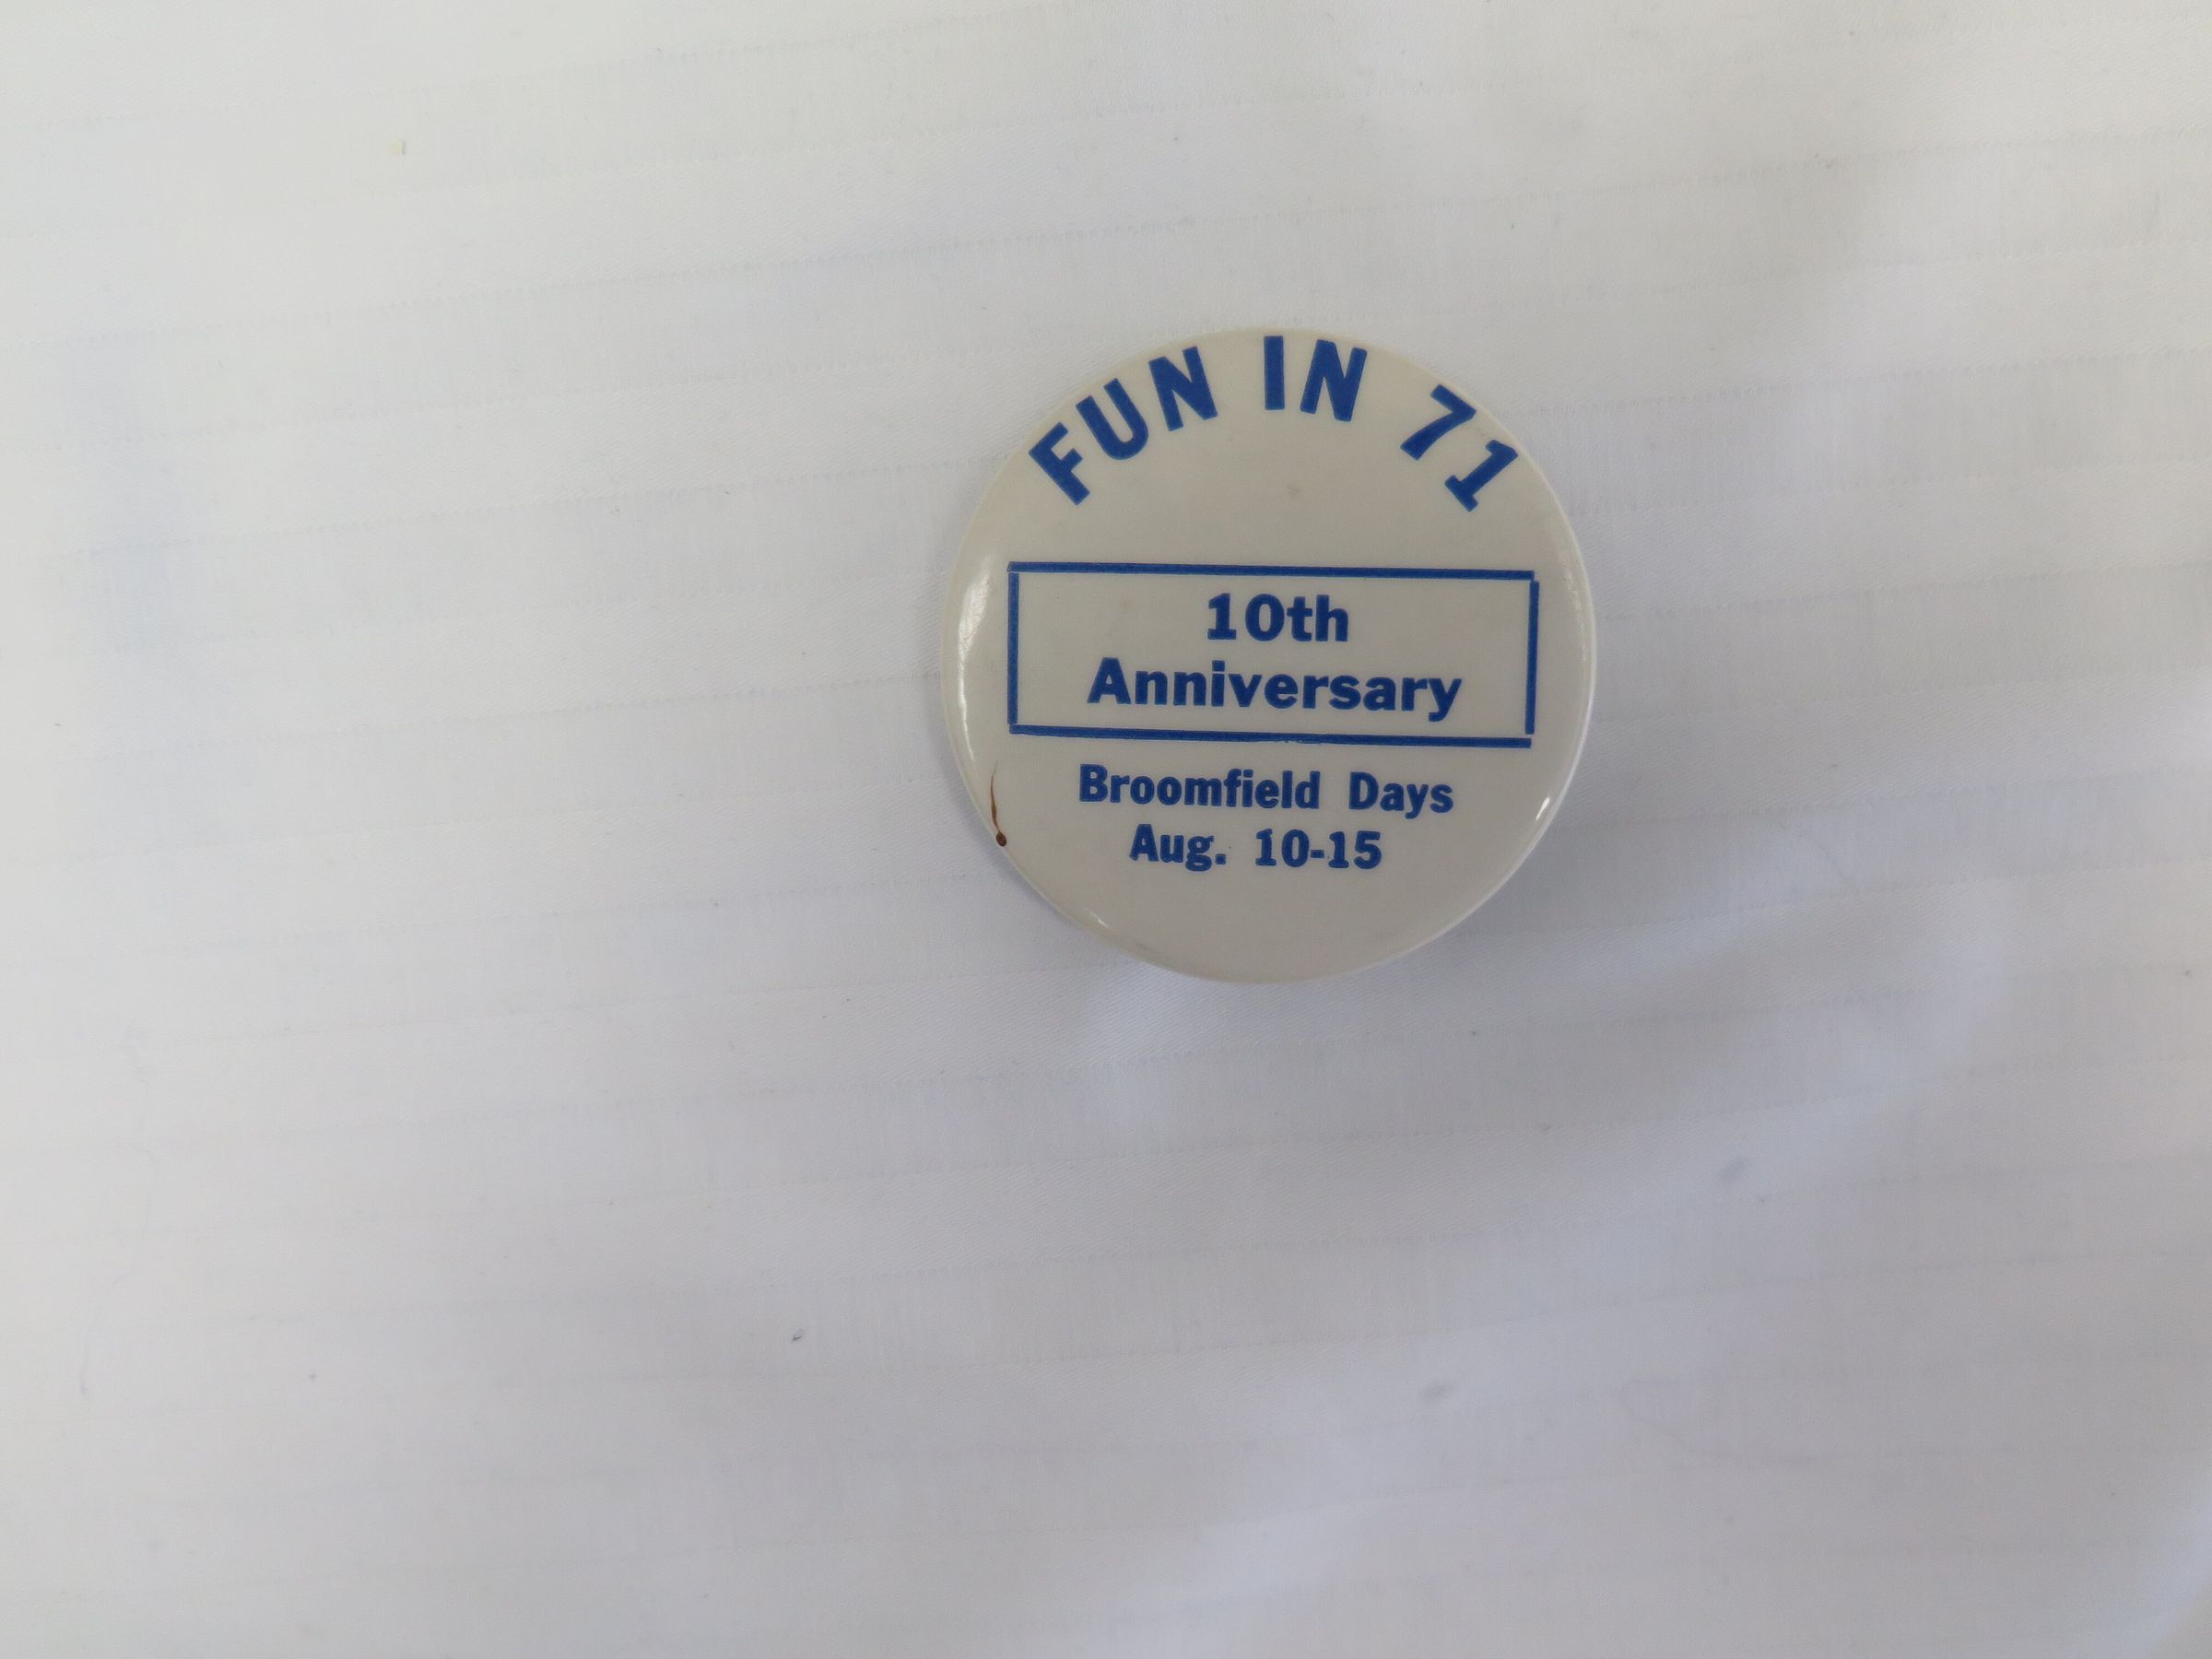 FUN IN 71
10th
Anniversary
Broomfield Days
Aug. 10-15